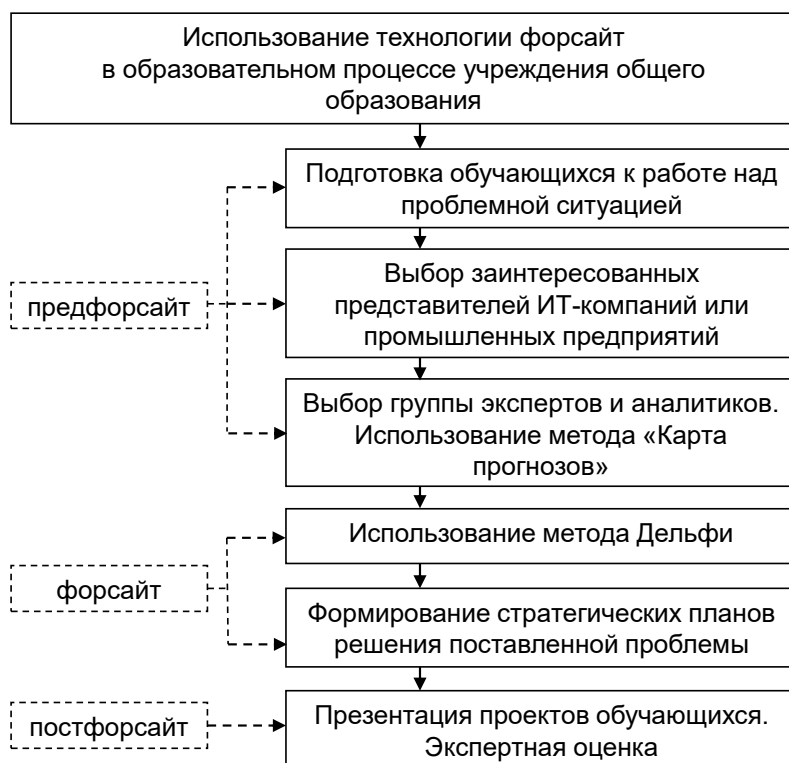 Использование технологии форсайт
в образовательном процессе учреждения общего
образования
Подготовка обучающихся к работе над
проблемной ситуацией
предфорсайт
Выбор заинтересованных
представителей ИТ-компаний или
промышленных предприятий
Выбор группы экспертов и аналитиков.
Использование метода «Карта
прогнозов»
форсайт
Использование метода Дельфи
Формирование стратегических планов
решения поставленной проблемы
постфорсайт
Презентация проектов обучающихся.
Экспертная оценка